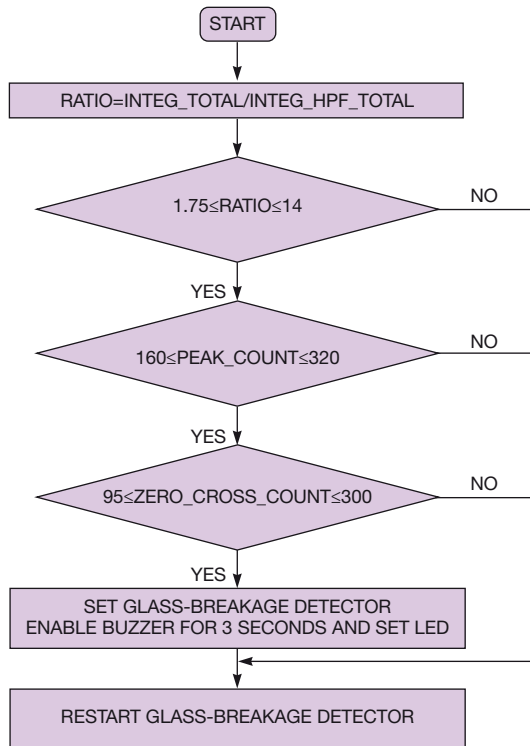 START
RATIO=INTEG_TOTAL/INTEG_HPF_TOTAL
1.75≤RATIO≤14
NO
YES
160≤PEAK_COUNT≤320
NO
YES
95≤ZERO_CROSS_COUNT≤300
NO
YES
SET GLASS-BREAKAGE DETECTOR
ENABLE BUZZER FOR 3 SECONDS AND SET LED
RESTART GLASS-BREAKAGE DETECTOR